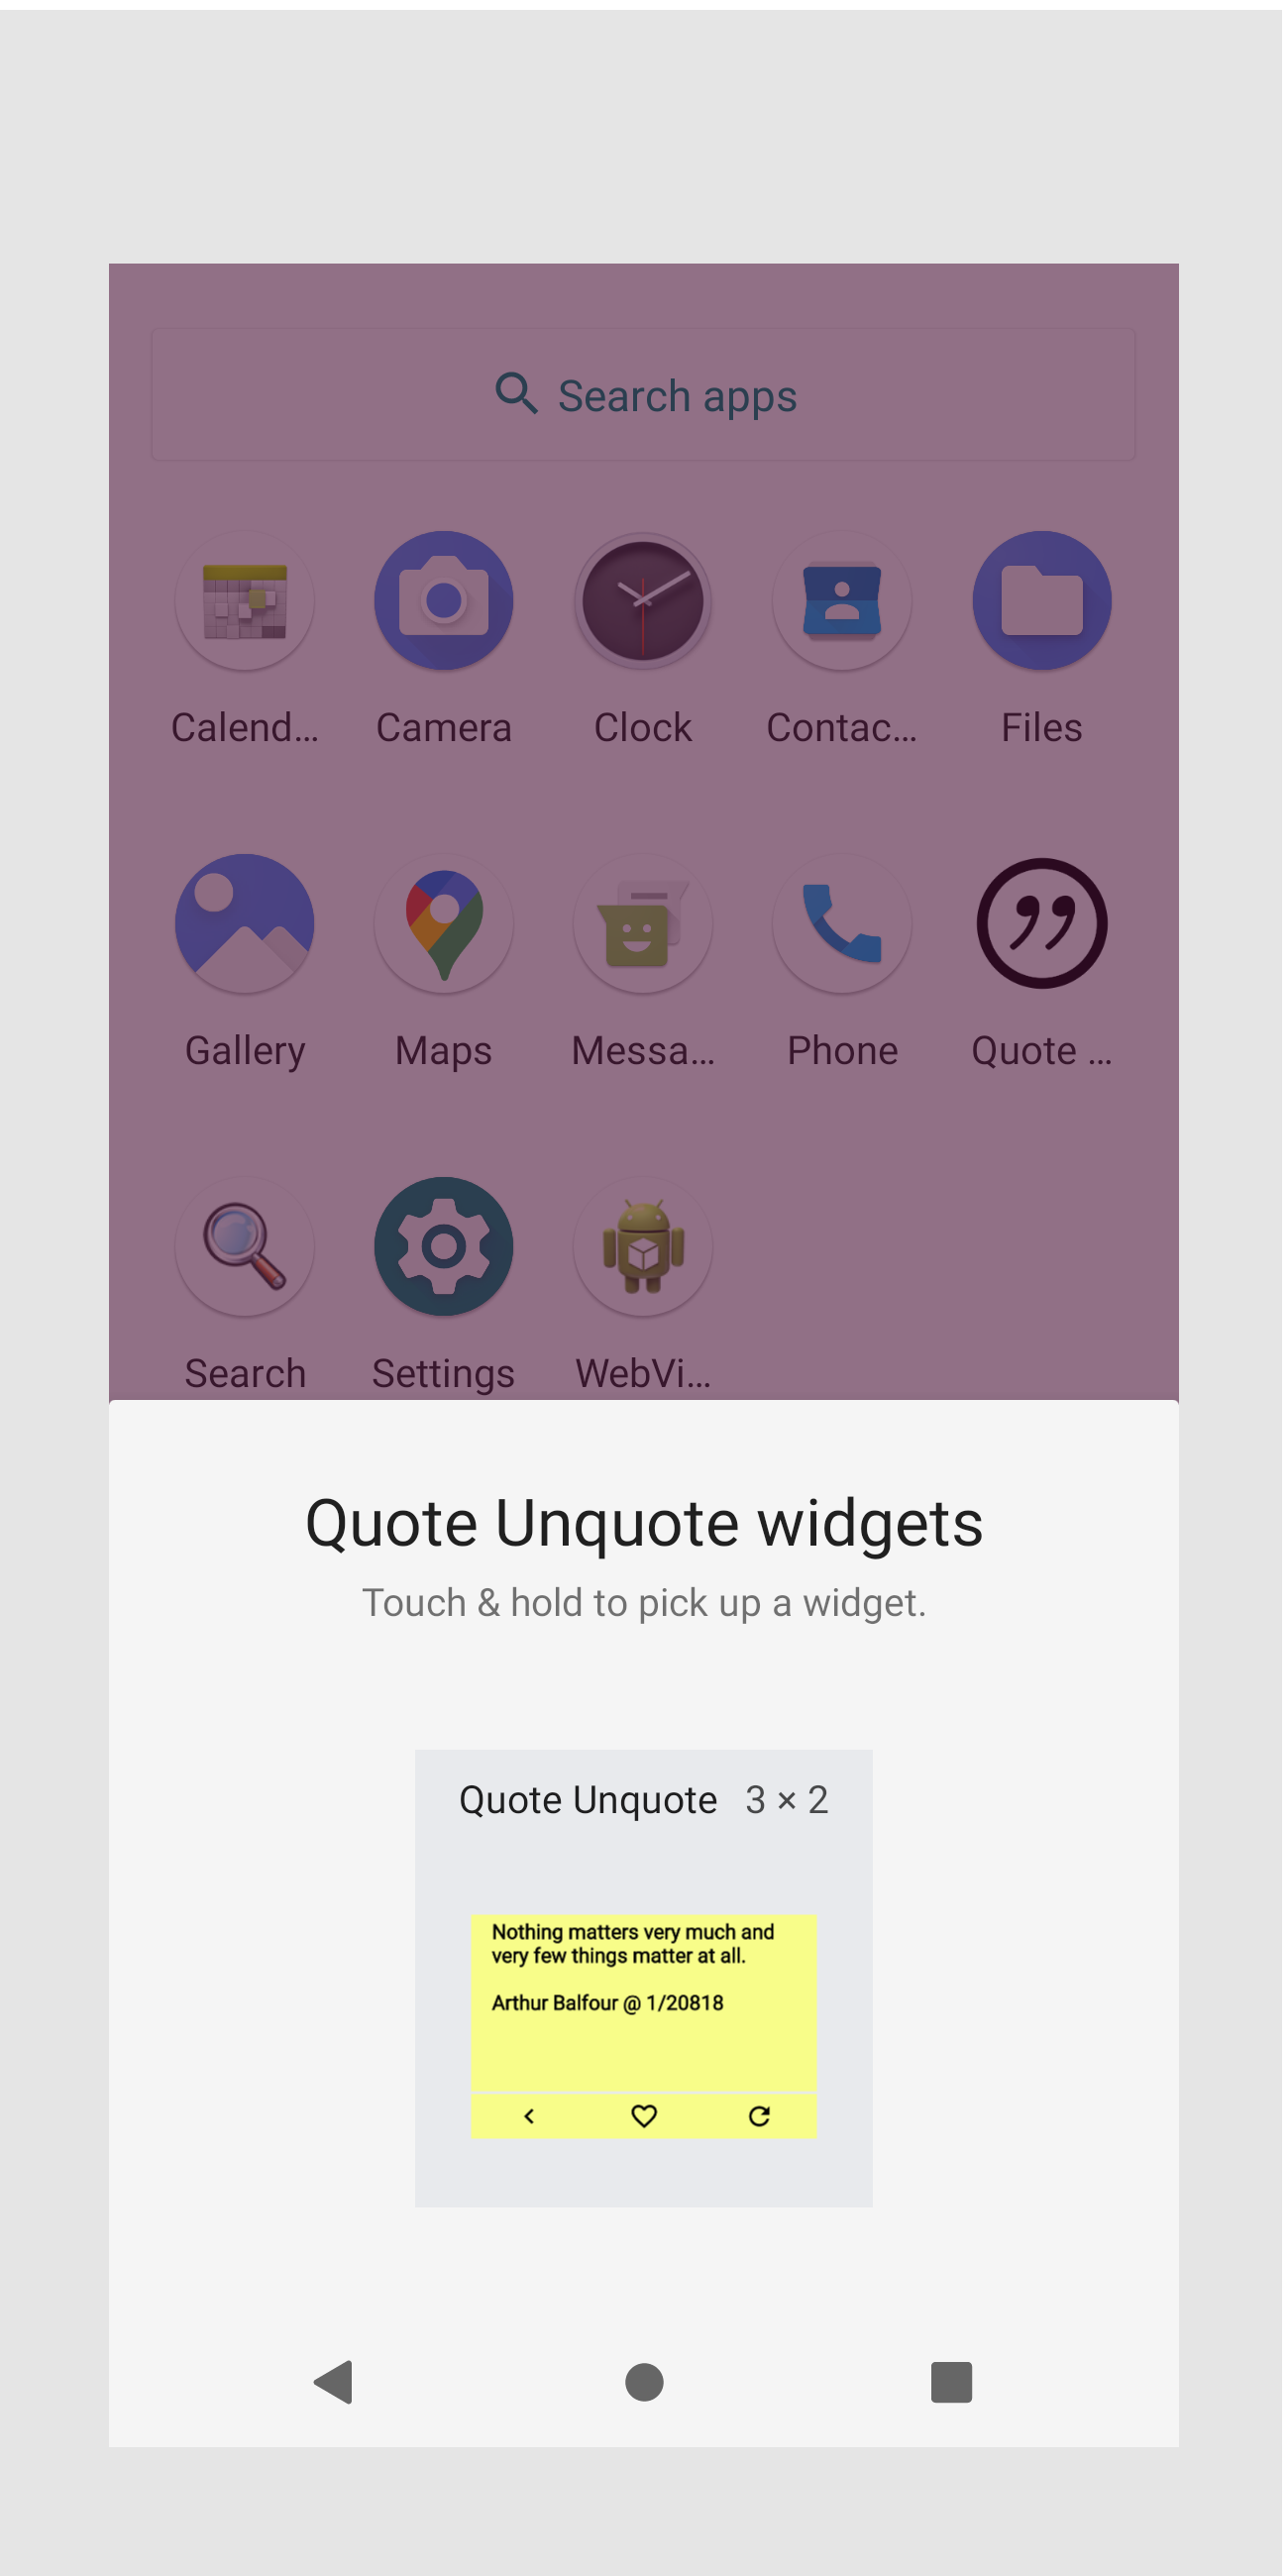 Search apps
Calend... Camera Clock Contac... Files
Gallery Maps Messa... Phone Quote ...
Search Settings WebVi...
Quote Unquote widgets
Touch & hold to pick up a widget.
Quote Unquote 3 × 2
Nothing matters very much and
very few things matter at all.
Arthur Balfour @ 1/20818